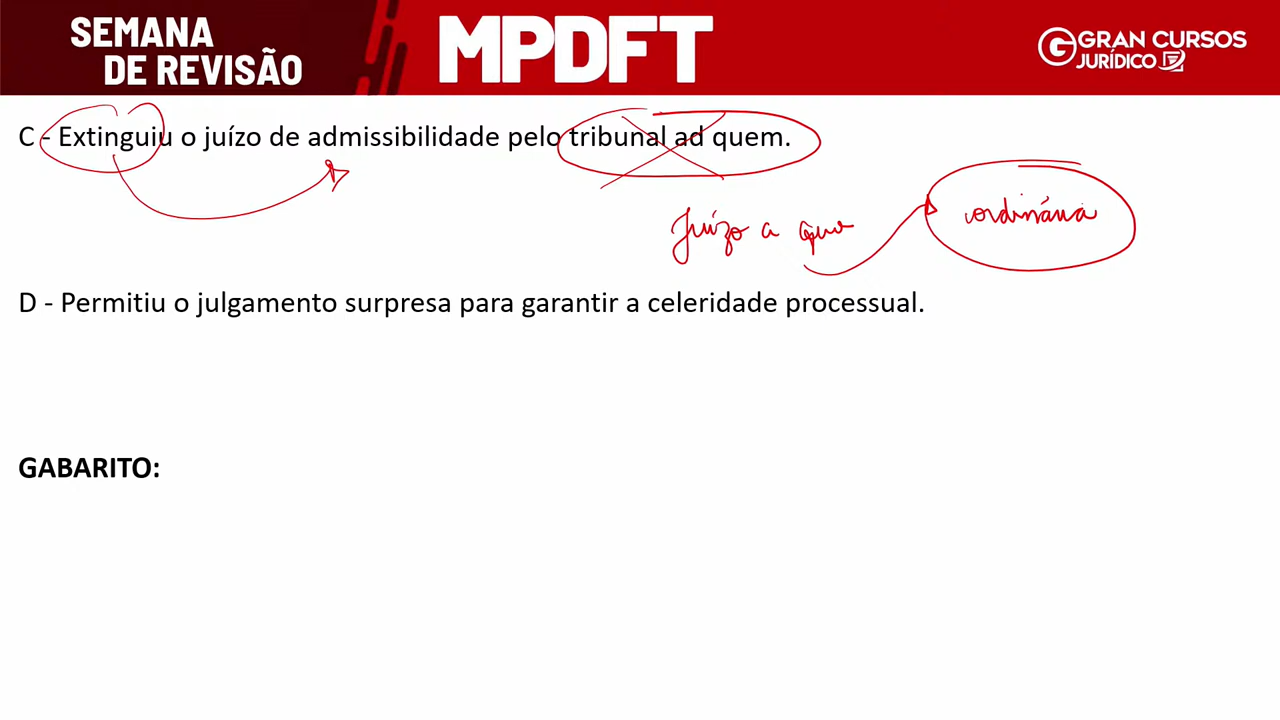 SEMANA
DE REVISÃO
MPDFT
GRAN CURSOS
JURÍDICO
C - Extinguiu o juízo de admissibilidade pelo tribunal ad quem.
Juízo a quo
ordinária
D - Permitiu o julgamento surpresa para garantir a celeridade processual.
GABARITO: